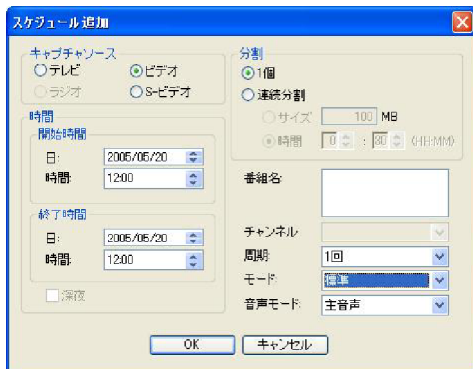 スケジュール追加
キャプチャソース
テレビ ビデオ
ラジオ S-ビデオ
時間
開始時間
日: 2005/05/20
時間: 12:00
終了時間
日: 2005/05/20
時間: 12:00
深夜
分割
1個
連続分割
サイズ 100 MB
時間 0 : 30 (HH:MM)
番組名:
チャンネル
周期: 1回
モード: 標準
音声モード: 主音声
OK キャンセル